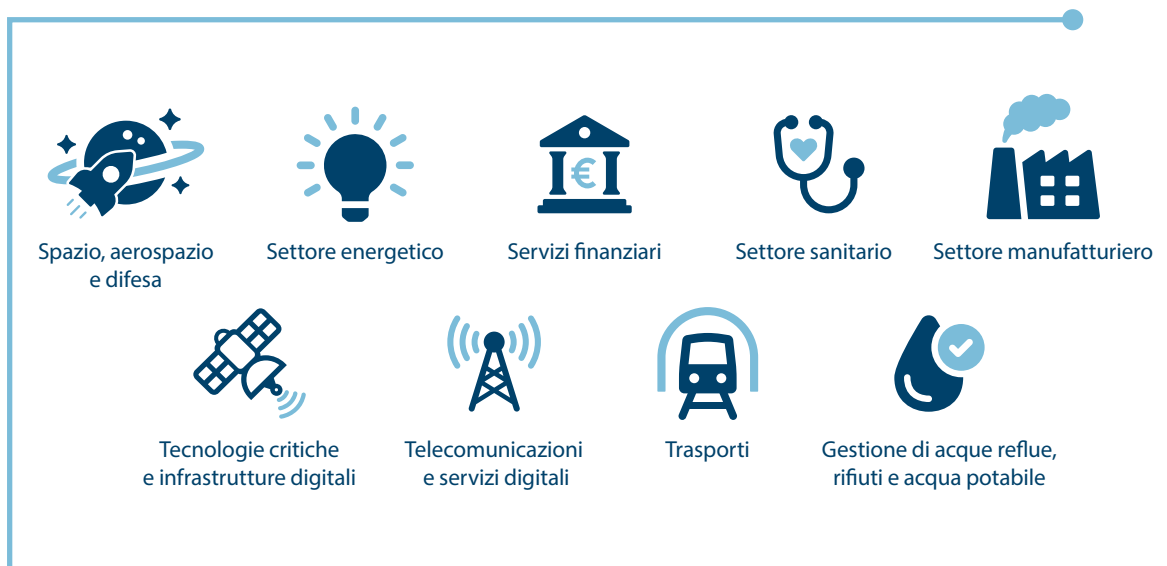 €
Spazio, aerospazio
e difesa
Settore energetico
Servizi finanziari
Settore sanitario
Settore manufatturiero
Tecnologie critiche
e infrastrutture digitali
Telecomunicazioni
e servizi digitali
Trasporti
Gestione di acque reflue,
rifiuti e acqua potabile